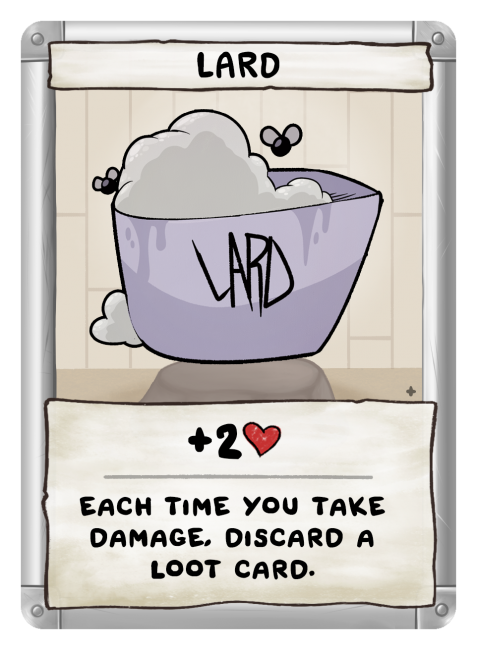 LARD
LARD
+2
EACH TIME YOU TAKE
DAMAGE, DISCARD A
LOOT CARD.